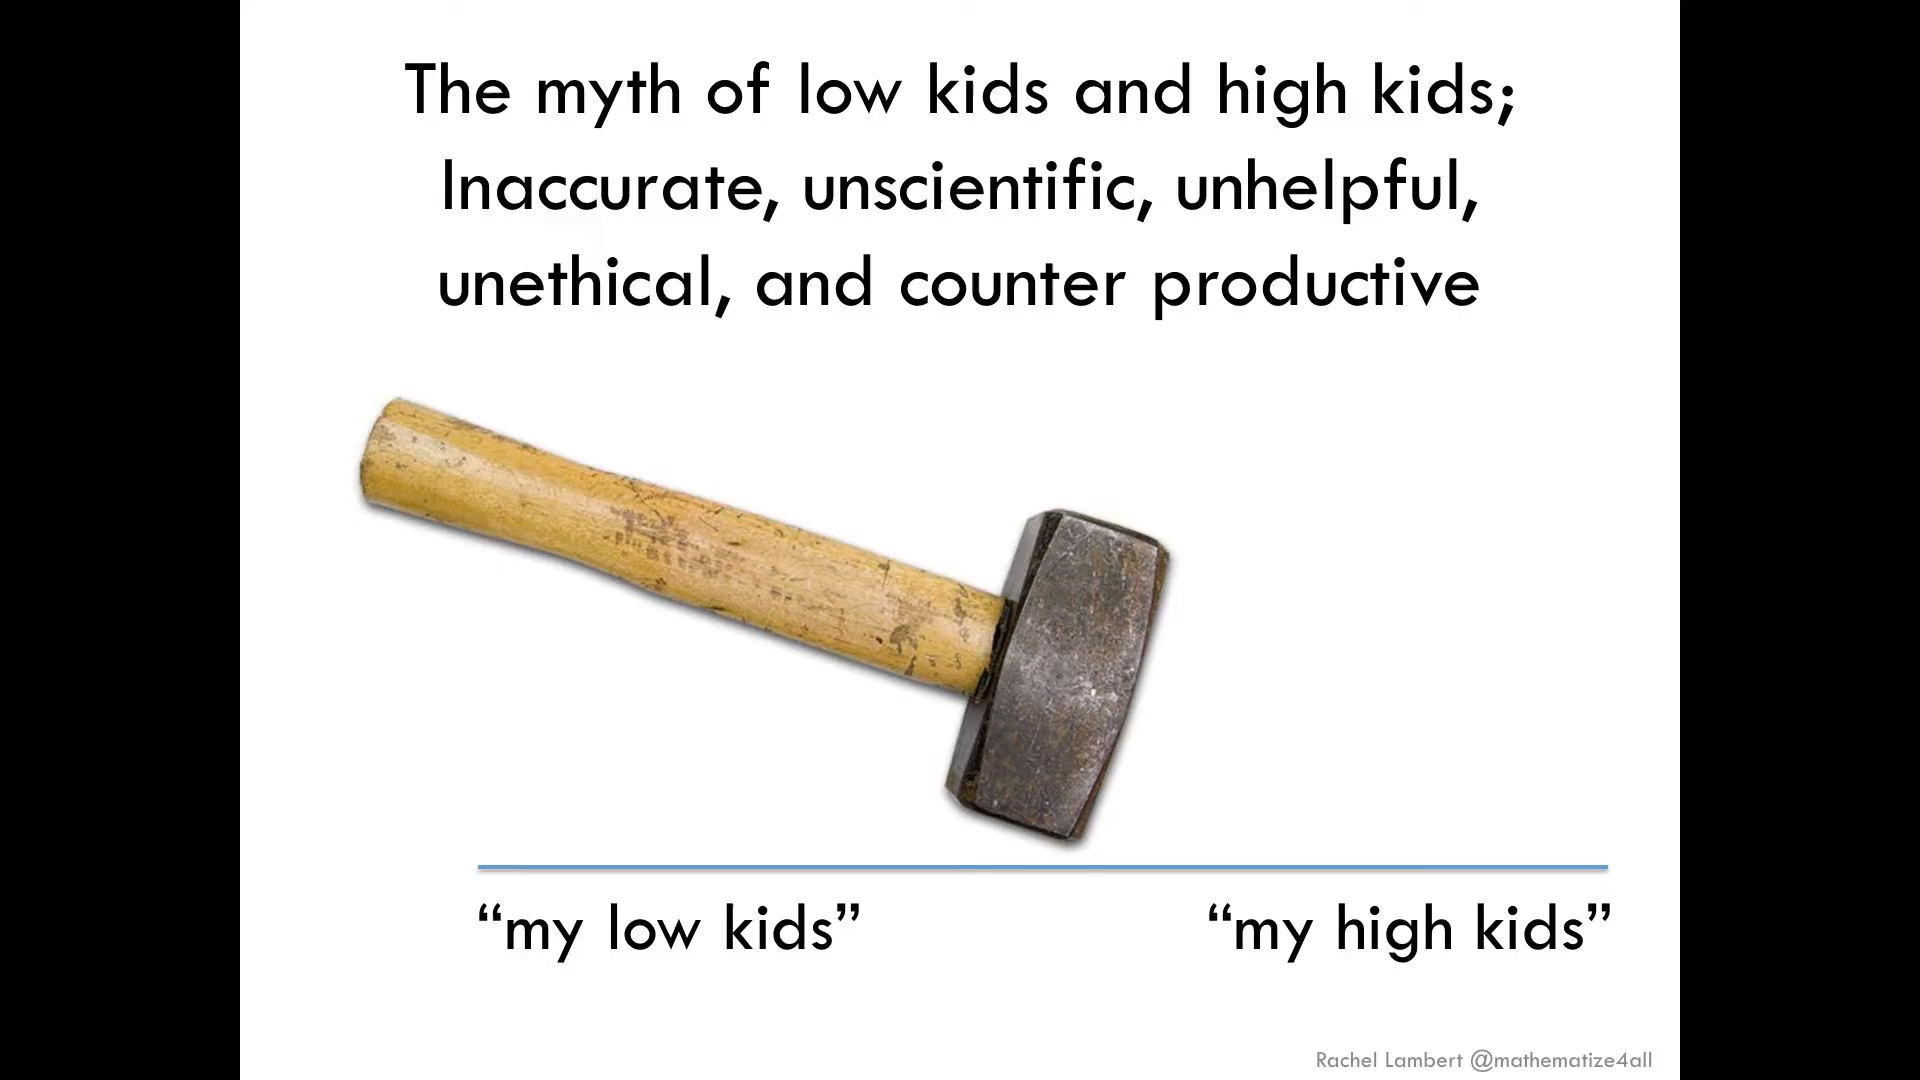 The myth of low kids and high kids;
Inaccurate, unscientific, unhelpful,
unethical, and counter productive
“my low kids” “my high kids”
Rachel Lambert @mathematize4all